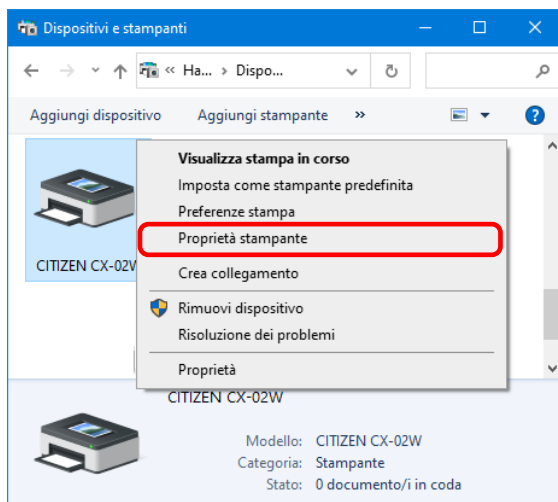 Dispositivi e stampanti
Ha... Dispo...
Aggiungi dispositivo Aggiungi stampante
Visualizza stampa in corso
Imposta come stampante predefinita
Preferenze stampa
Proprietà stampante
CITIZEN CX-02W
Crea collegamento
Rimuovi dispositivo
Risoluzione dei problemi
Proprietà
CITIZEN CX-02W
Modello: CITIZEN CX-02W
Categoria: Stampante
Stato: 0 documento/i in coda